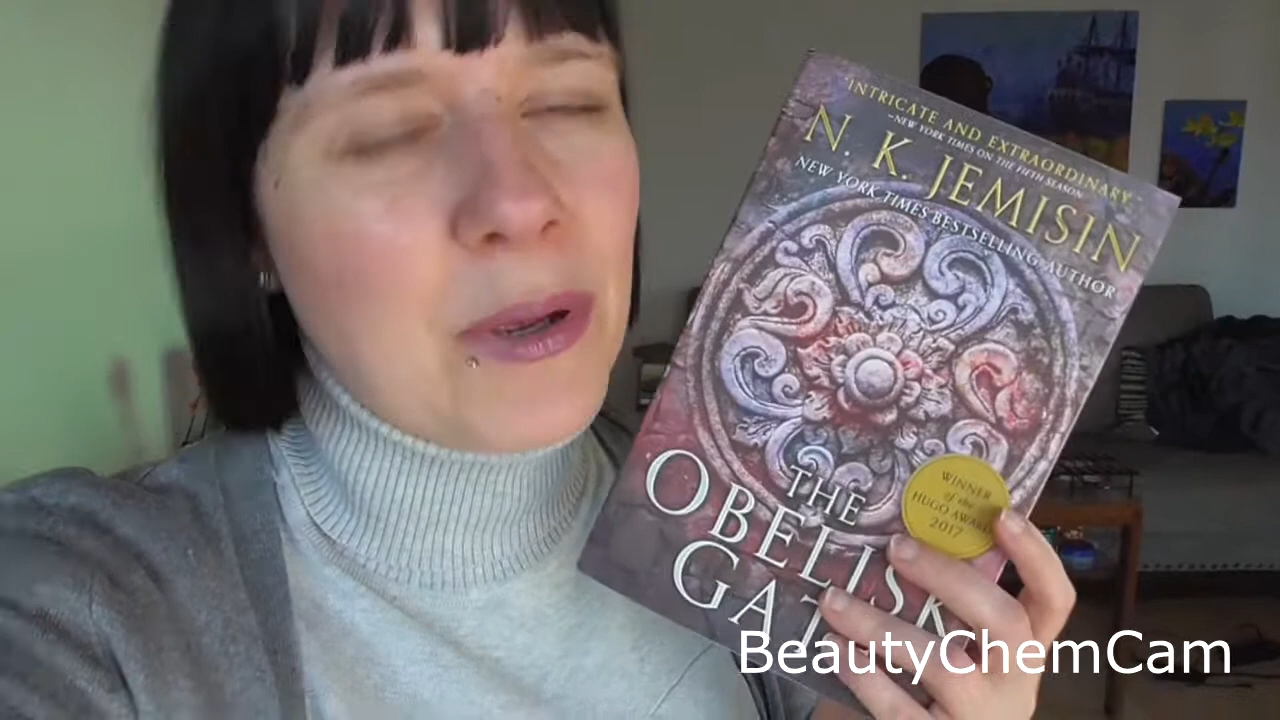 "INTRICATE AND EXTRAORDINARY."
—NEW YORK TIMES ON THE FIFTH SEASON
N. K. JEMISIN
NEW YORK TIMES BESTSELLING AUTHOR
THE
OBELISK
GAT
WINNER
of the
HUGO AWARD
2017
BeautyChemCam